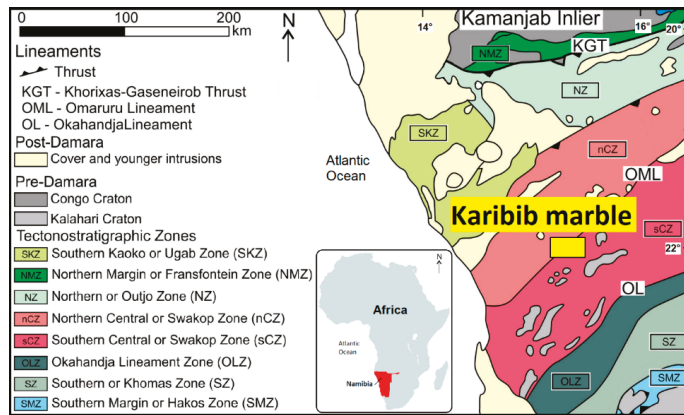 0 100 200
km
N
Lineaments
Thrust
KGT - Khorixas-Gaseneirob Thrust
OML - Omaruru Lineament
OL - OkahandjaLineament
Post-Damara
Cover and younger intrusions
Pre-Damara
Congo Craton
Kalahari Craton
Tectonostratigraphic Zones
SKZ Southern Kaoko or Ugab Zone (SKZ)
NMZ Northern Margin or Fransfontein Zone (NMZ)
NZ Northern or Outjo Zone (NZ)
nCZ Northern Central or Swakop Zone (nCZ)
sCZ Southern Central or Swakop Zone (sCZ)
OLZ Okahandja Lineament Zone (OLZ)
SZ Southern or Khomas Zone (SZ)
SMZ Southern Margin or Hakos Zone (SMZ)
Kamanjab Inlier
14° 16° 20°
NMZ KGT
NZ
SKZ
nCZ
Atlantic
Ocean
OML
Karibib marble
sCZ
22°
OL
SZ
OLZ
SMZ
N
Africa
Atlantic
Ocean
Namibia